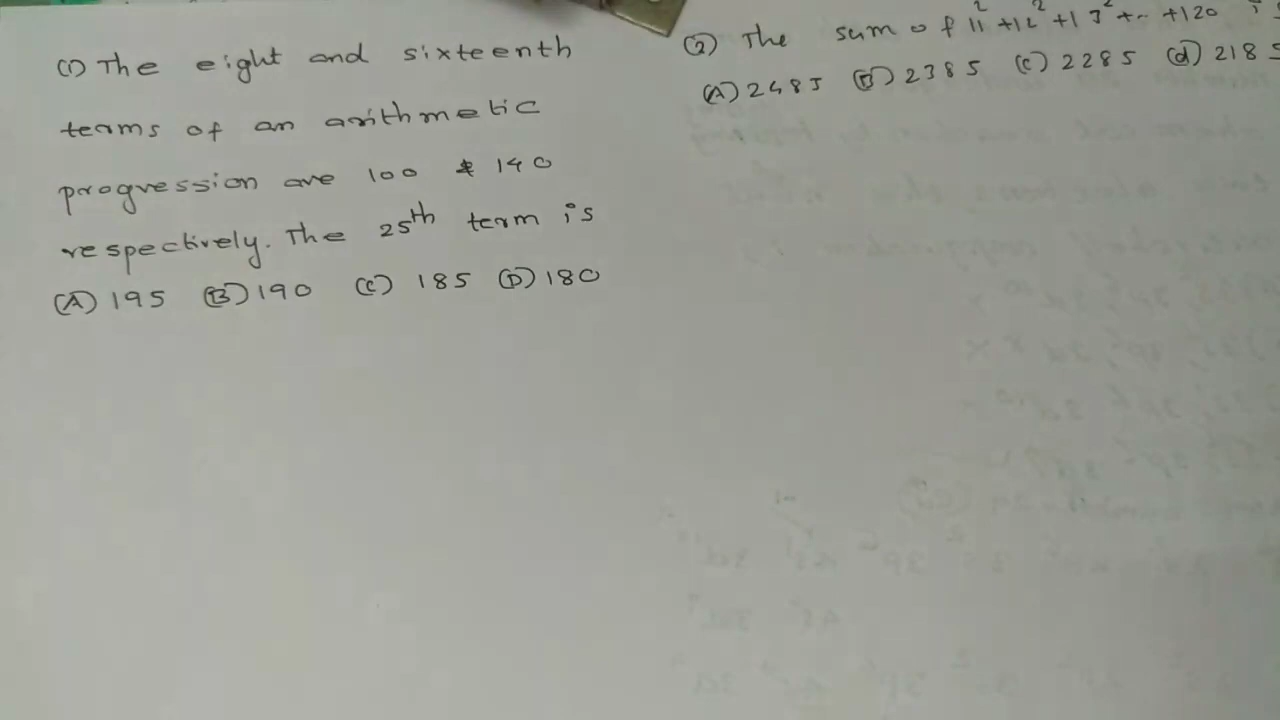 (1) The eight and sixteenth
terms of an arithmetic
progression are 100 & 140
respectively. The 25th term is
(A) 195 (B) 190 (C) 185 (D) 180
(2) The sum of 11² +12² +13² +-- +120
(A) 2485 (B) 2385 (C) 2285 (d) 2185